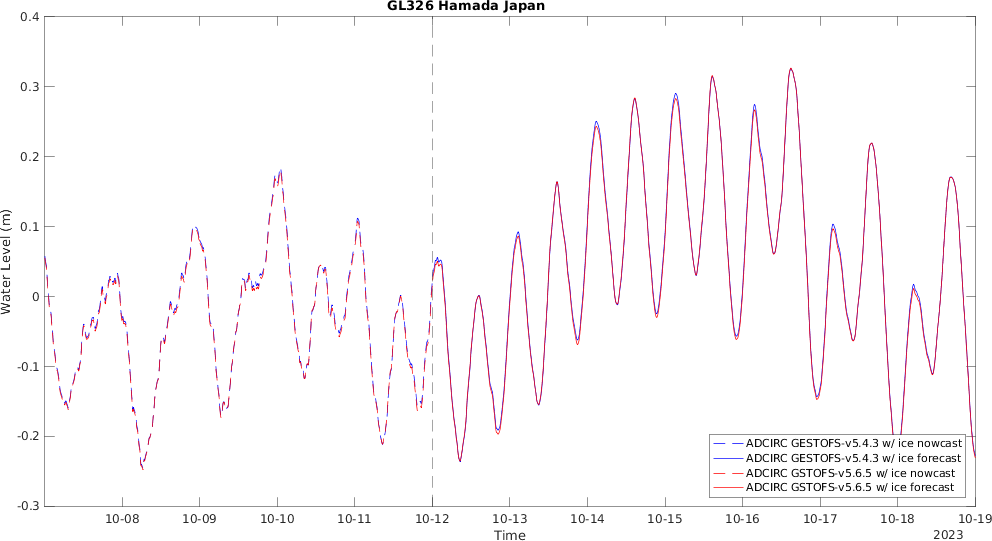 GL326 Hamada Japan
0.4
0.3
0.2
0.1
0
-0.1
-0.2
-0.3
Water Level (m)
10-08 10-09 10-10 10-11 10-12 10-13 10-14 10-15 10-16 10-17 10-18 10-19
Time
2023
ADCIRC GESTOFS-v5.4.3 w/ ice nowcast
ADCIRC GESTOFS-v5.4.3 w/ ice forecast
ADCIRC GSTOFS-v5.6.5 w/ ice nowcast
ADCIRC GSTOFS-v5.6.5 w/ ice forecast